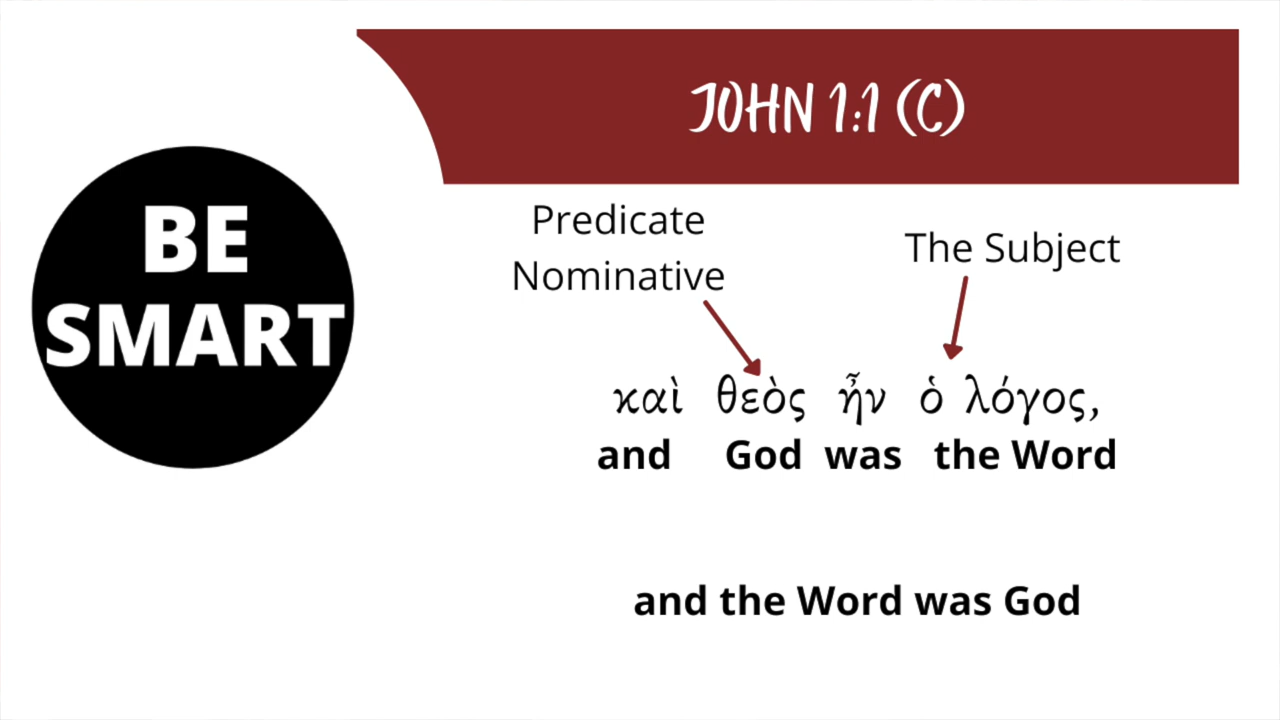 JOHN 1:1 (C)
BE
SMART
Predicate
Nominative
The Subject
καὶ θεὸς ἦν ὁ λόγος,
and God was the Word
and the Word was God